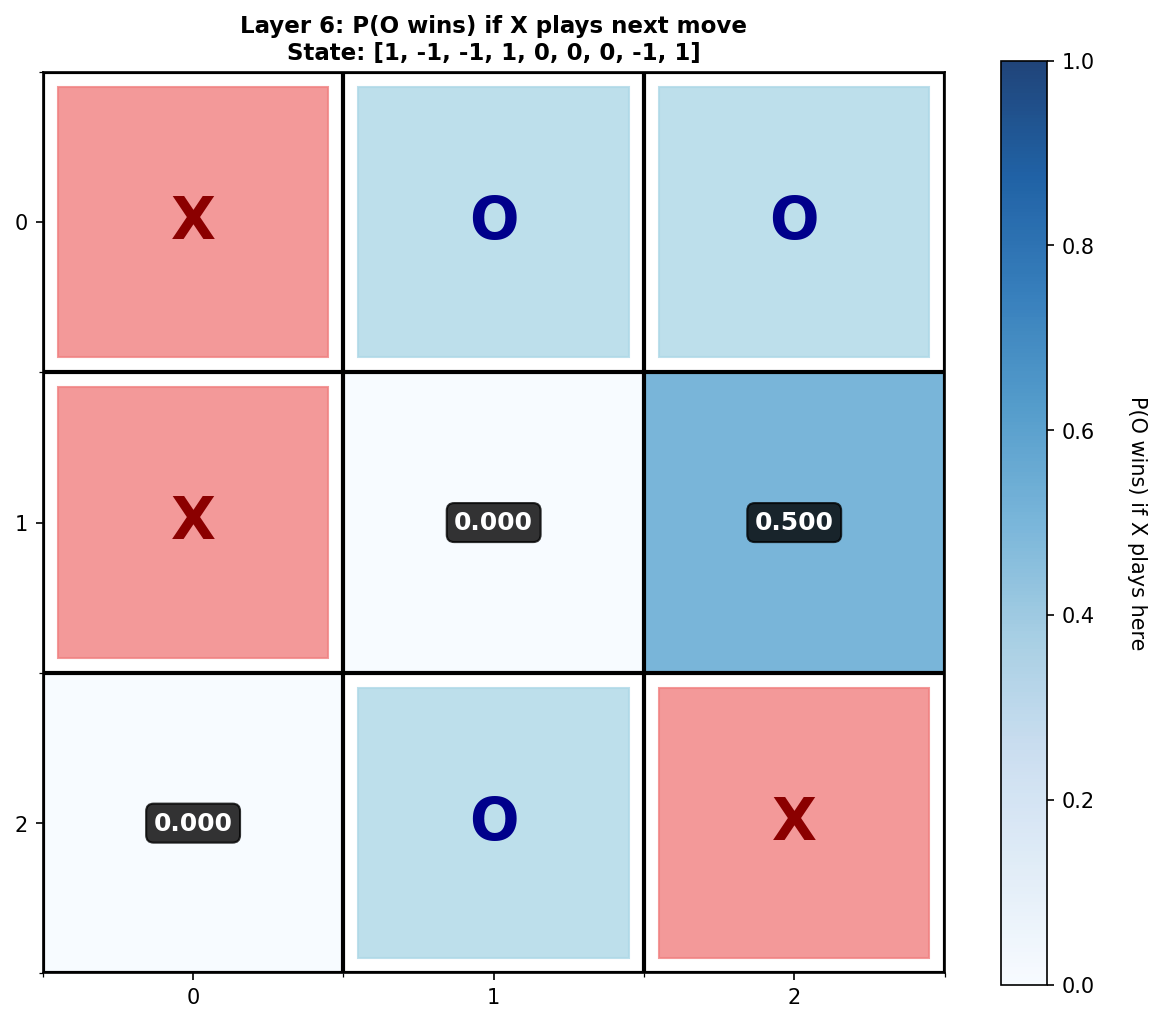 Layer 6: P(O wins) if X plays next move
State: [1, -1, -1, 1, 0, 0, 0, -1, 1]
0 X O O
1 X 0.000 0.500
2 0.000 O X
0 1 2
1.0
0.8
0.6
0.4
0.2
0.0
P(O wins) if X plays here